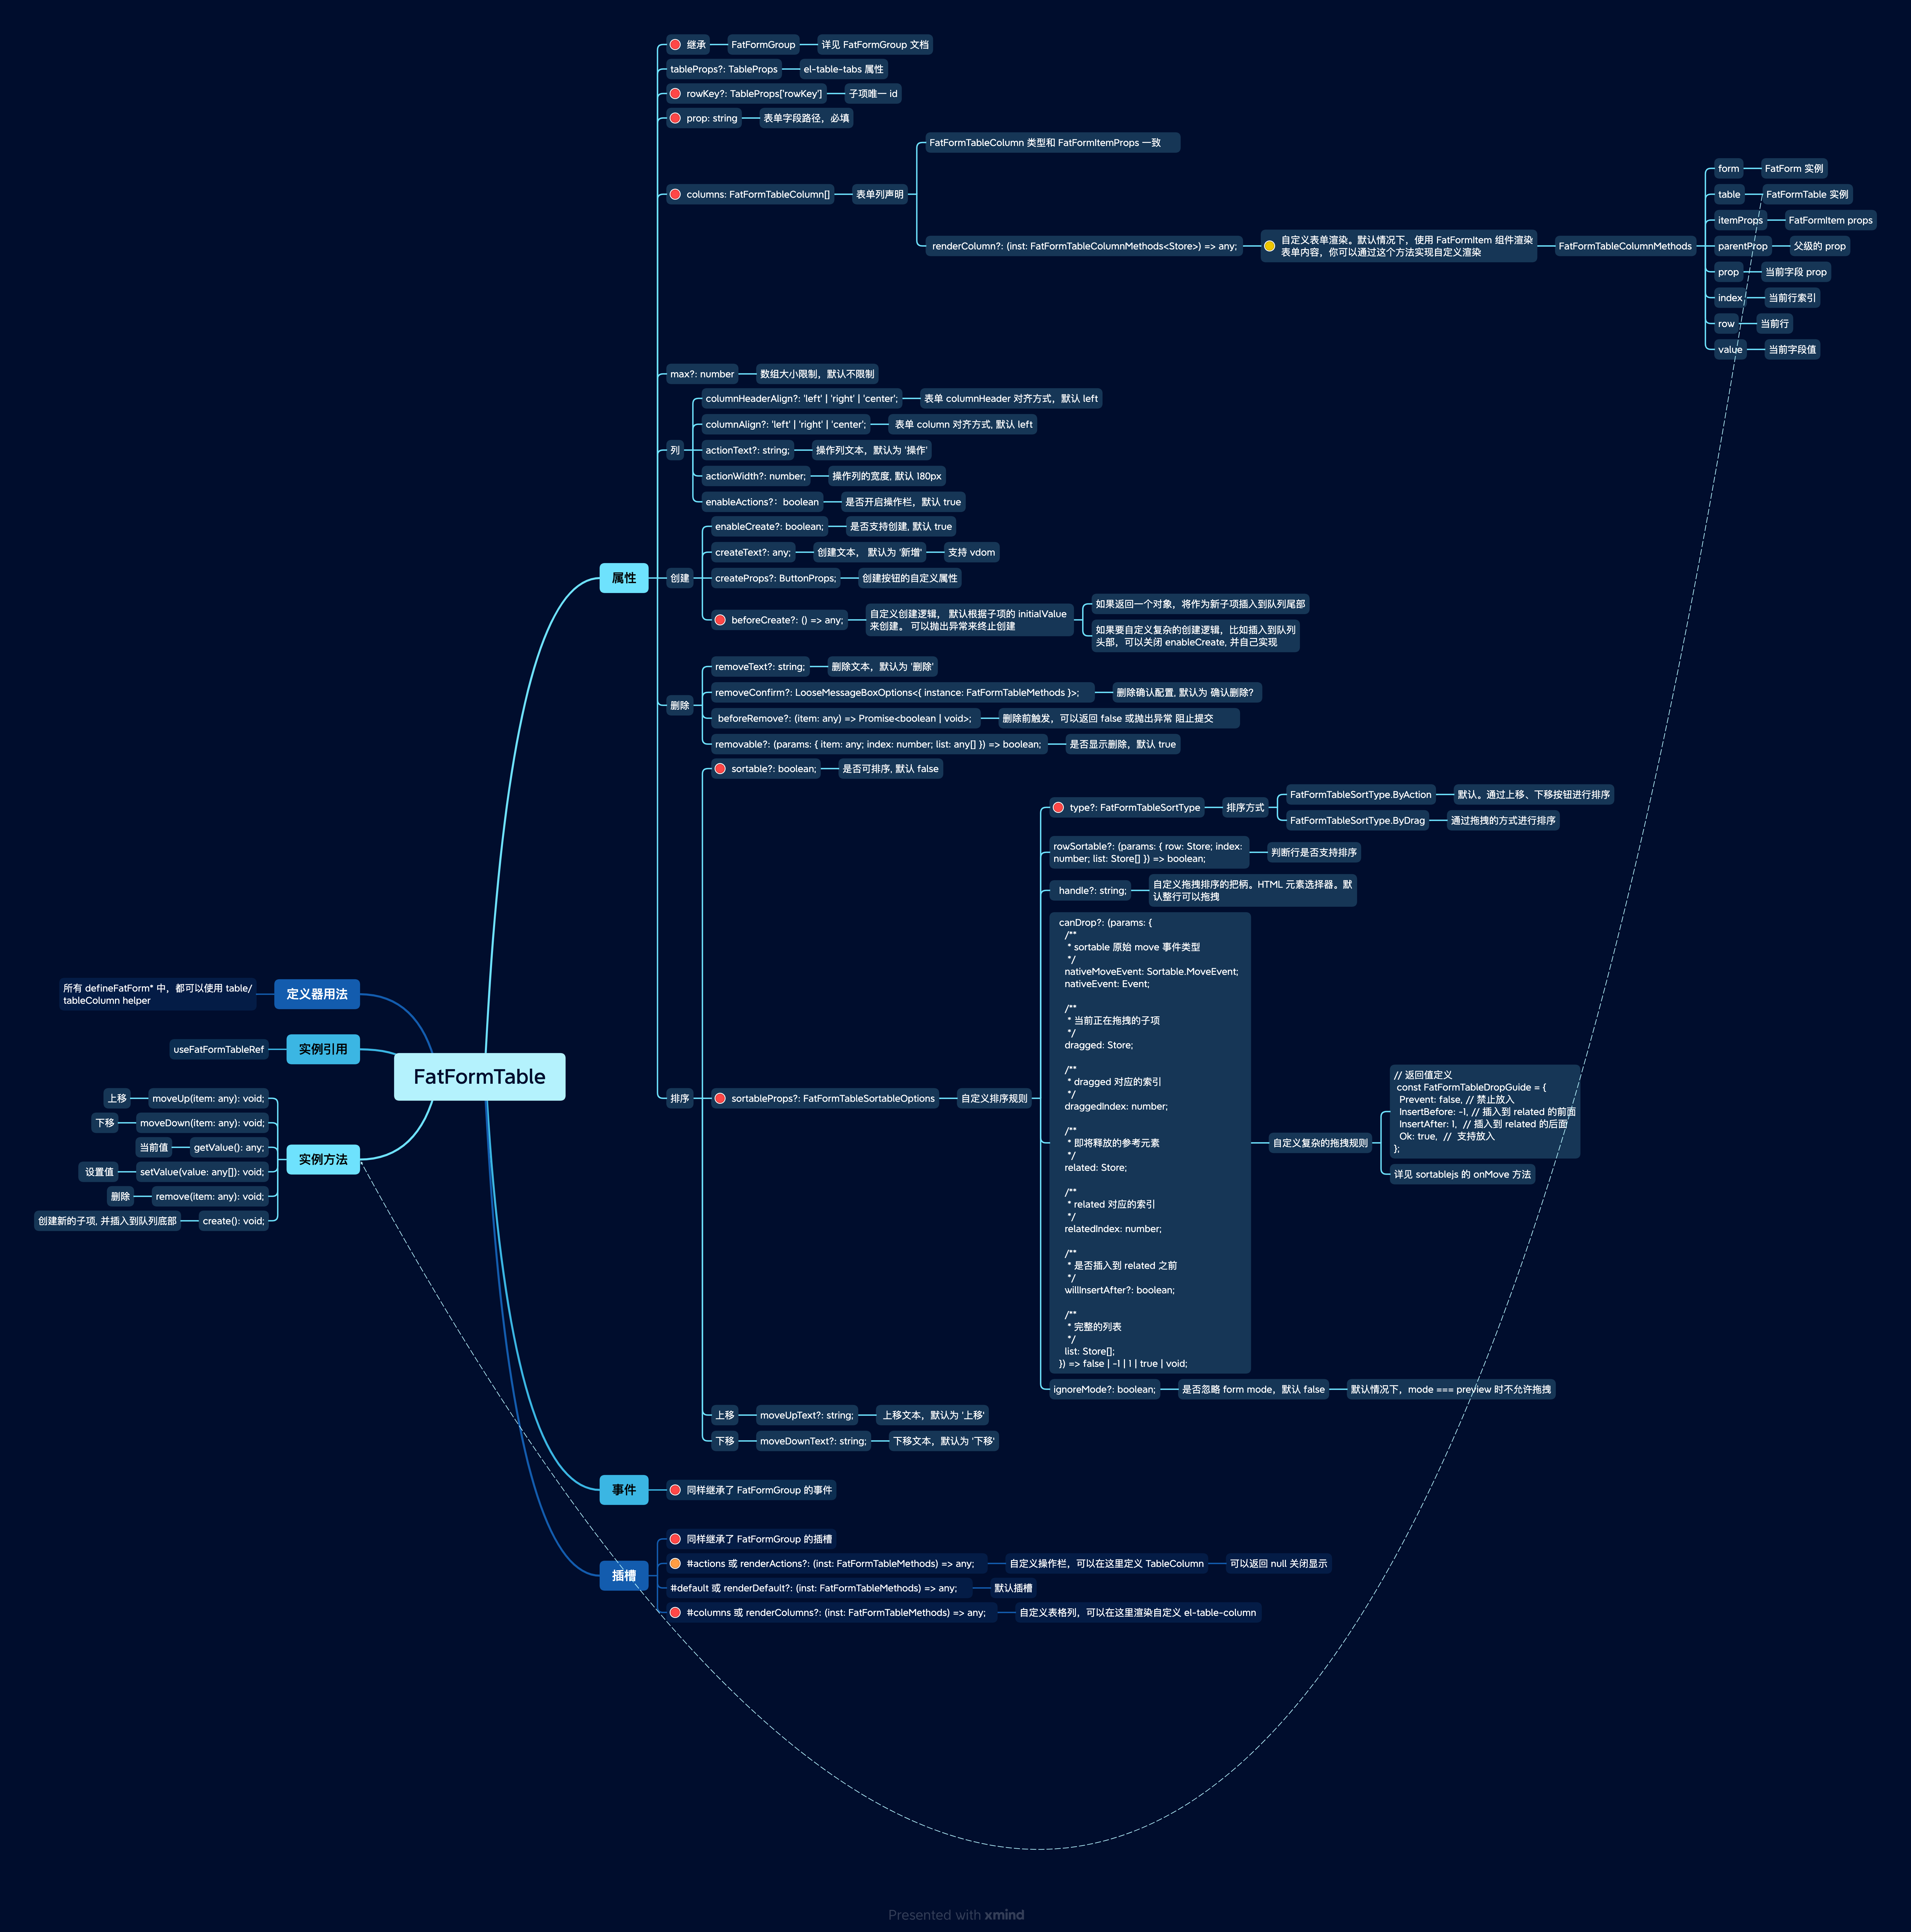 继承
FatFormGroup
详见 FatFormGroup 文档
tableProps?: TableProps
el-table-tabs 属性
rowKey?: TableProps['rowKey']
子项唯一 id
prop: string
表单字段路径，必填
columns: FatFormTableColumn[]
表单列声明
FatFormTableColumn 类型和 FatFormItemProps 一致
renderColumn?: (inst: FatFormTableColumnMethods<Store>) => any;
自定义表单渲染。默认情况下，使用 FatFormItem 组件渲染
表单内容，你可以通过这个方法实现自定义渲染
FatFormTableColumnMethods
form
FatForm 实例
table
FatFormTable 实例
itemProps
FatFormItem props
parentProp
父级的 prop
prop
当前字段 prop
index
当前行索引
row
当前行
value
当前字段值
max?: number
数组大小限制，默认不限制
列
columnHeaderAlign?: 'left' | 'right' | 'center';
表单 columnHeader 对齐方式，默认 left
columnAlign?: 'left' | 'right' | 'center';
表单 column 对齐方式, 默认 left
actionText?: string;
操作列文本，默认为 '操作'
actionWidth?: number;
操作列的宽度, 默认 180px
enableActions?：boolean
是否开启操作栏，默认 true
属性
创建
enableCreate?: boolean;
是否支持创建, 默认 true
createText?: any;
创建文本， 默认为 '新增'
支持 vdom
createProps?: ButtonProps;
创建按钮的自定义属性
beforeCreate?: () => any;
自定义创建逻辑， 默认根据子项的 initialValue
来创建。 可以抛出异常来终止创建
如果返回一个对象，将作为新子项插入到队列尾部
如果要自定义复杂的创建逻辑，比如插入到队列
头部，可以关闭 enableCreate, 并自己实现
删除
removeText?: string;
删除文本，默认为 '删除'
removeConfirm?: LooseMessageBoxOptions<{ instance: FatFormTableMethods }>;
删除确认配置, 默认为 确认删除?
beforeRemove?: (item: any) => Promise<boolean | void>;
删除前触发，可以返回 false 或抛出异常 阻止提交
removable?: (params: { item: any; index: number; list: any[] }) => boolean;
是否显示删除，默认 true
排序
sortable?: boolean;
是否可排序, 默认 false
sortableProps?: FatFormTableSortableOptions
自定义排序规则
type?: FatFormTableSortType
排序方式
FatFormTableSortType.ByAction
默认。通过上移、下移按钮进行排序
FatFormTableSortType.ByDrag
通过拖拽的方式进行排序
rowSortable?: (params: { row: Store; index:
number; list: Store[] }) => boolean;
判断行是否支持排序
handle?: string;
自定义拖拽排序的把柄。HTML 元素选择器。默
认整行可以拖拽
canDrop?: (params: {
/**
* sortable 原始 move 事件类型
*/
nativeMoveEvent: Sortable.MoveEvent;
nativeEvent: Event;
/**
* 当前正在拖拽的子项
*/
dragged: Store;
/**
* dragged 对应的索引
*/
draggedIndex: number;
/**
* 即将释放的参考元素
*/
related: Store;
/**
* related 对应的索引
*/
relatedIndex: number;
/**
* 是否插入到 related 之前
*/
willInsertAfter?: boolean;
/**
* 完整的列表
*/
list: Store[];
}) => false | -1 | 1 | true | void;
自定义复杂的拖拽规则
// 返回值定义
const FatFormTableDropGuide = {
Prevent: false, // 禁止放入
InsertBefore: -1, // 插入到 related 的前面
InsertAfter: 1, // 插入到 related 的后面
Ok: true, // 支持放入
};
详见 sortablejs 的 onMove 方法
ignoreMode?: boolean;
是否忽略 form mode，默认 false
默认情况下，mode === preview 时不允许拖拽
上移
moveUpText?: string;
上移文本，默认为 '上移'
下移
moveDownText?: string;
下移文本，默认为 '下移'
事件
同样继承了 FatFormGroup 的事件
插槽
同样继承了 FatFormGroup 的插槽
#actions 或 renderActions?: (inst: FatFormTableMethods) => any;
自定义操作栏，可以在这里定义 TableColumn
可以返回 null 关闭显示
#default 或 renderDefault?: (inst: FatFormTableMethods) => any;
默认插槽
#columns 或 renderColumns?: (inst: FatFormTableMethods) => any;
自定义表格列，可以在这里渲染自定义 el-table-column
FatFormTable
定义器用法
所有 defineFatForm* 中，都可以使用 table/
tableColumn helper
实例引用
useFatFormTableRef
实例方法
上移
moveUp(item: any): void;
下移
moveDown(item: any): void;
当前值
getValue(): any;
设置值
setValue(value: any[]): void;
删除
remove(item: any): void;
创建新的子项, 并插入到队列底部
create(): void;
Presented with xmind